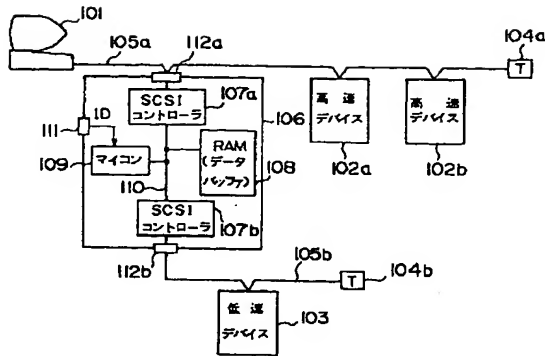 101
105a
112a
104a
T
SCSI
コントローラ
107a
106
高速
デバイス
102a
高速
デバイス
102b
111
ID
109
マイコン
110
RAM
(データ
バッファ)
108
SCSI
コントローラ
107b
112b
105b
T
104b
低速
デバイス
103